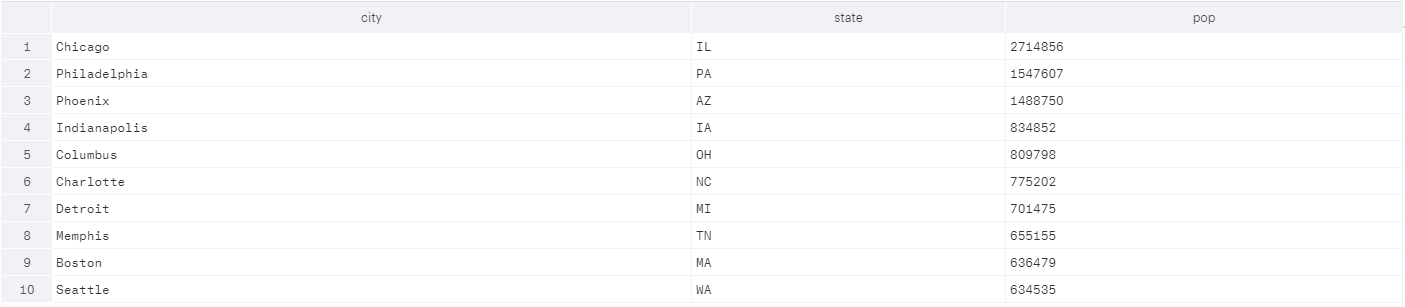 city state pop
1 Chicago IL 2714856
2 Philadelphia PA 1547607
3 Phoenix AZ 1488750
4 Indianapolis IA 834852
5 Columbus OH 809798
6 Charlotte NC 775202
7 Detroit MI 701475
8 Memphis TN 655155
9 Boston MA 636479
10 Seattle WA 634535